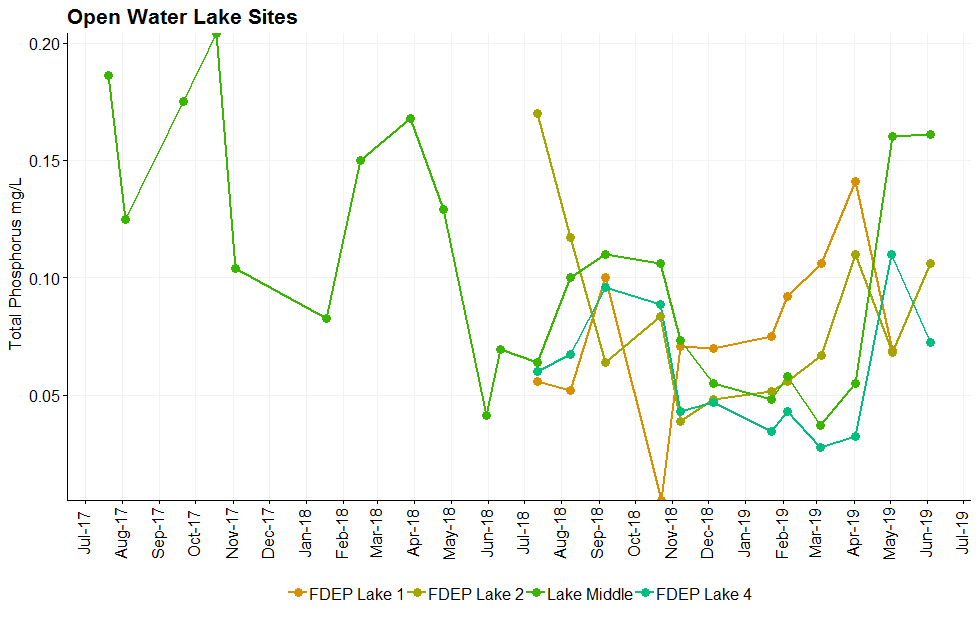 Open Water Lake Sites
Total Phosphorus mg/L
0.20
0.15
0.10
0.05
Jul-17 Aug-17 Sep-17 Oct-17 Nov-17 Dec-17 Jan-18 Feb-18 Mar-18 Apr-18 May-18 Jun-18 Jul-18 Aug-18 Sep-18 Oct-18 Nov-18 Dec-18 Jan-19 Feb-19 Mar-19 Apr-19 May-19 Jun-19 Jul-19
FDEP Lake 1 FDEP Lake 2 Lake Middle FDEP Lake 4